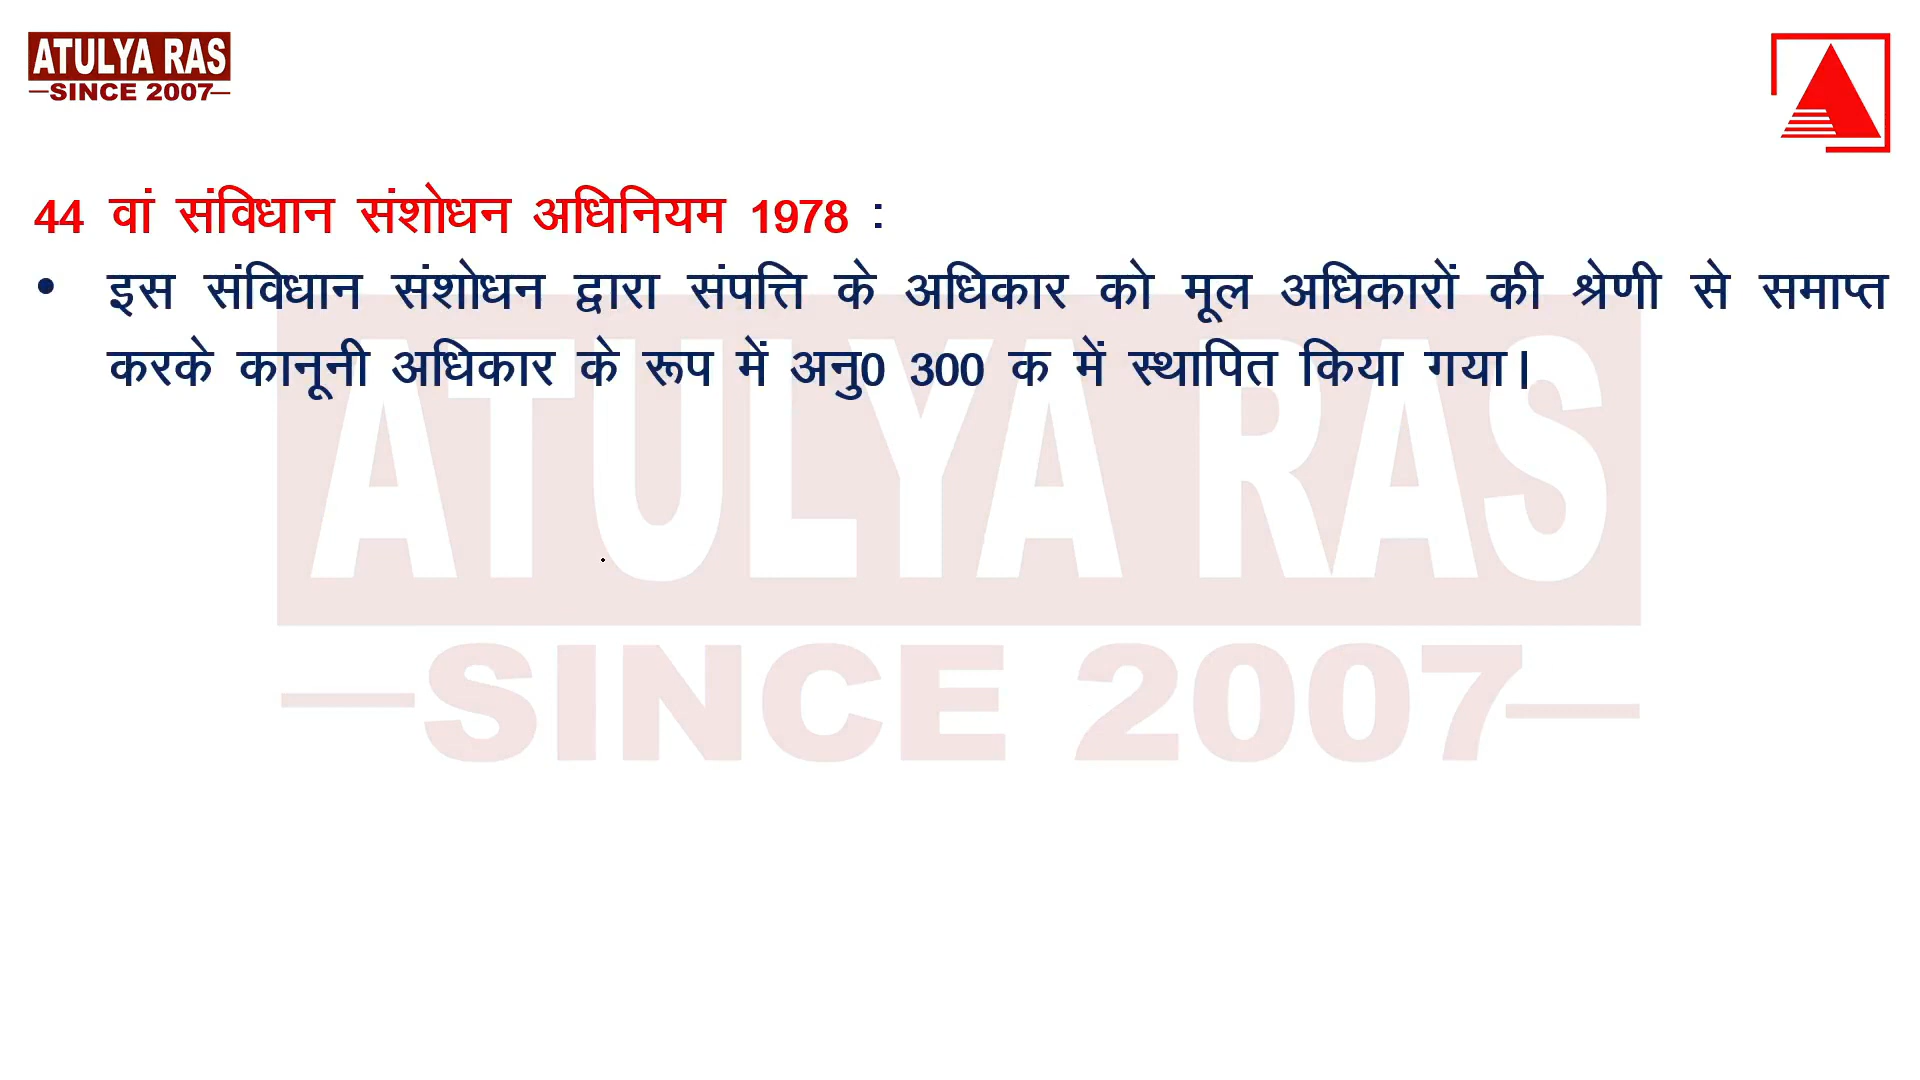 ATULYA RAS
SINCE 2007
44 वां संविधान संशोधन अधिनियम 1978 :
• इस संविधान संशोधन द्वारा संपत्ति के अधिकार को मूल अधिकारों की श्रेणी से समाप्त
करके कानूनी अधिकार के रूप में अनु0 300 क में स्थापित किया गया।
ATULYA RAS
SINCE 2007